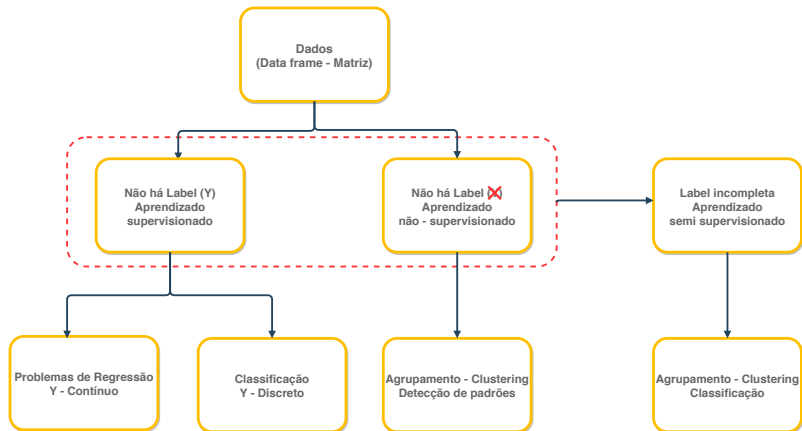 Dados
(Data frame - Matriz)
Não há Label (Y)
Aprendizado
supervisionado
Não há Label (Y)
Aprendizado
não - supervisionado
Label incompleta
Aprendizado
semi supervisionado
Problemas de Regressão
Y - Contínuo
Classificação
Y - Discreto
Agrupamento - Clustering
Detecção de padrões
Agrupamento - Clustering
Classificação